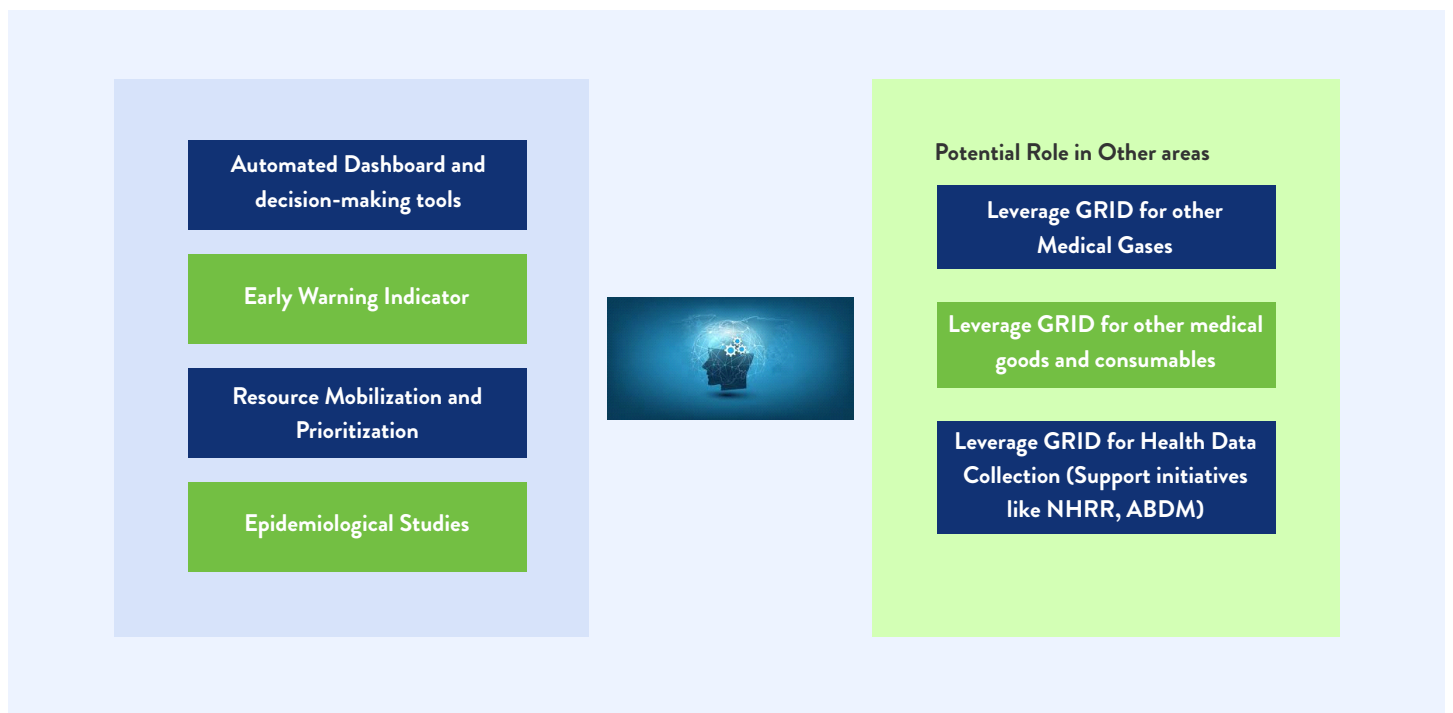 Automated Dashboard and
decision-making tools
Early Warning Indicator
Resource Mobilization and
Prioritization
Epidemiological Studies
Potential Role in Other areas
Leverage GRID for other
Medical Gases
Leverage GRID for other medical
goods and consumables
Leverage GRID for Health Data
Collection (Support initiatives
like NHRR, ABDM)